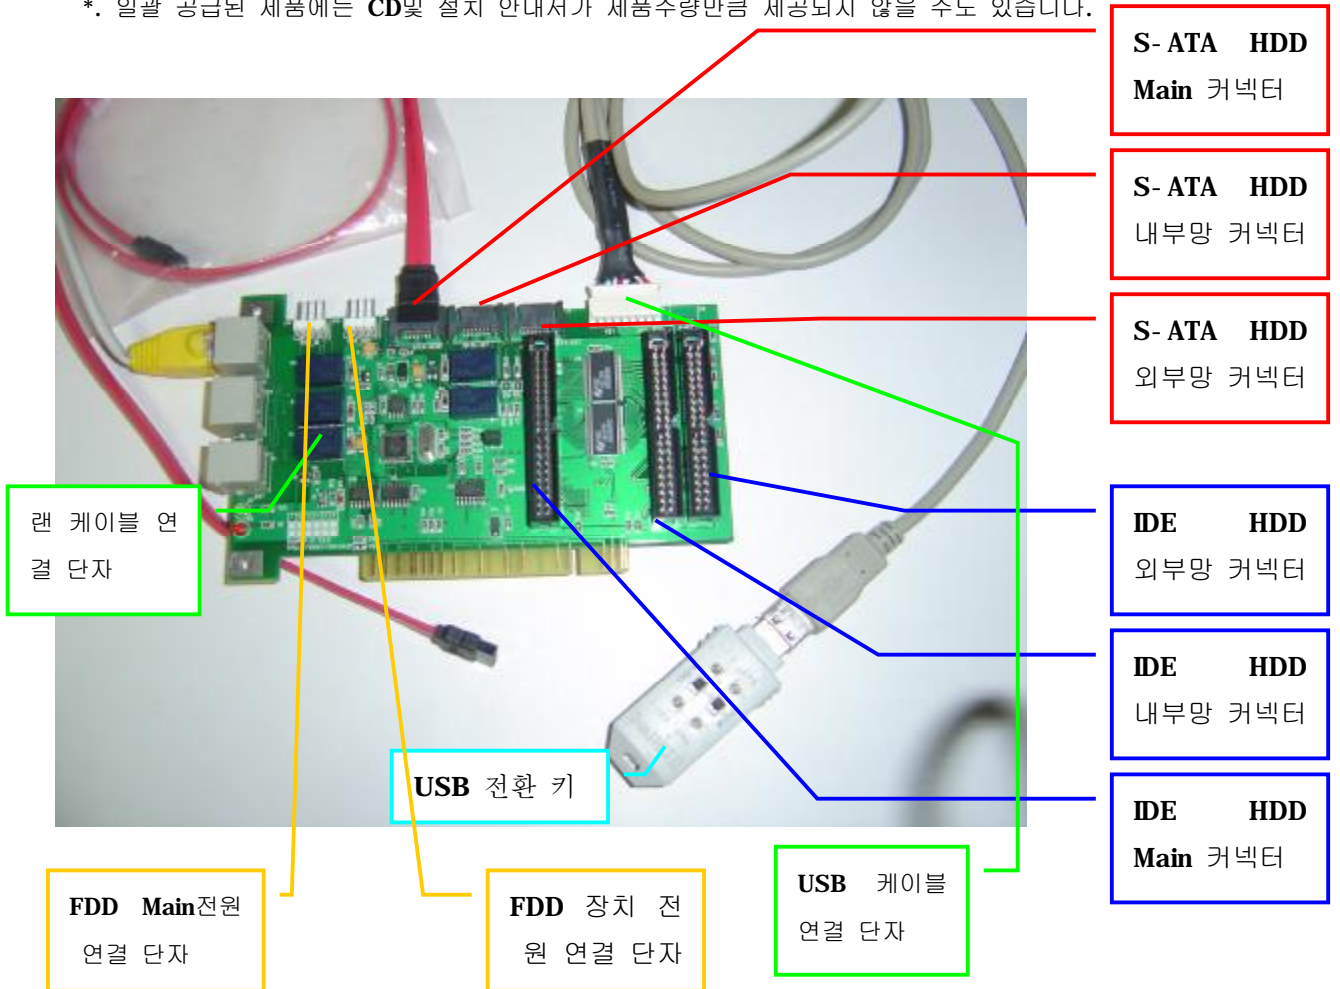 *. 일괄 공급된 제품에는 CD및 설치 안내서가 제품수량만큼 제공되지 않을 수도 있습니다.
S-ATA HDD
Main 커넥터
S-ATA HDD
내부망 커넥터
S-ATA HDD
외부망 커넥터
랜 케이블 연
결 단자
IDE HDD
외부망 커넥터
IDE HDD
내부망 커넥터
USB 전환 키
IDE HDD
Main 커넥터
FDD Main전원
연결 단자
FDD 장치 전
원 연결 단자
USB 케이블
연결 단자